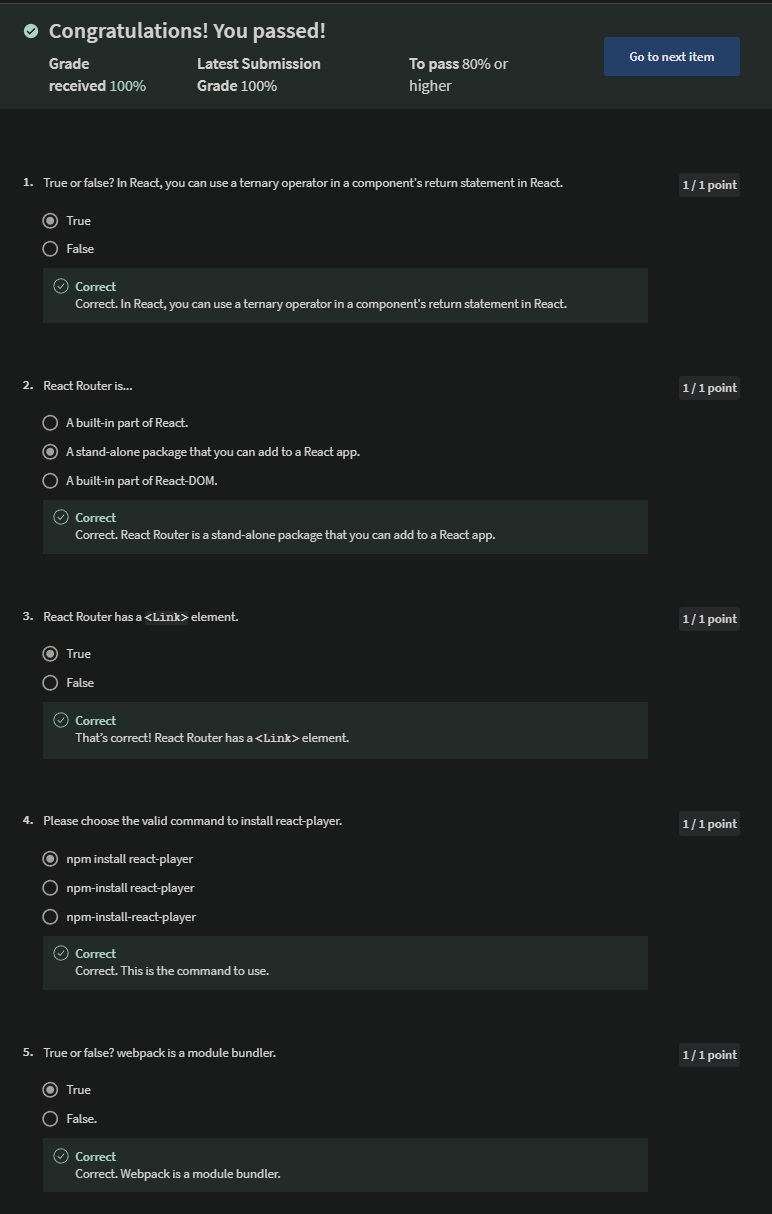 Congratulations! You passed!
Grade received 100%
Latest Submission Grade 100%
To pass 80% or higher
Go to next item
1. True or false? In React, you can use a ternary operator in a component's return statement in React.
1 / 1 point
True
False
Correct
Correct. In React, you can use a ternary operator in a component's return statement in React.
2. React Router is...
1 / 1 point
A built-in part of React.
A stand-alone package that you can add to a React app.
A built-in part of React-DOM.
Correct
Correct. React Router is a stand-alone package that you can add to a React app.
3. React Router has a <Link> element.
1 / 1 point
True
False
Correct
That's correct! React Router has a <Link> element.
4. Please choose the valid command to install react-player.
1 / 1 point
npm install react-player
npm-install react-player
npm-install-react-player
Correct
Correct. This is the command to use.
5. True or false? webpack is a module bundler.
1 / 1 point
True
False.
Correct
Correct. Webpack is a module bundler.